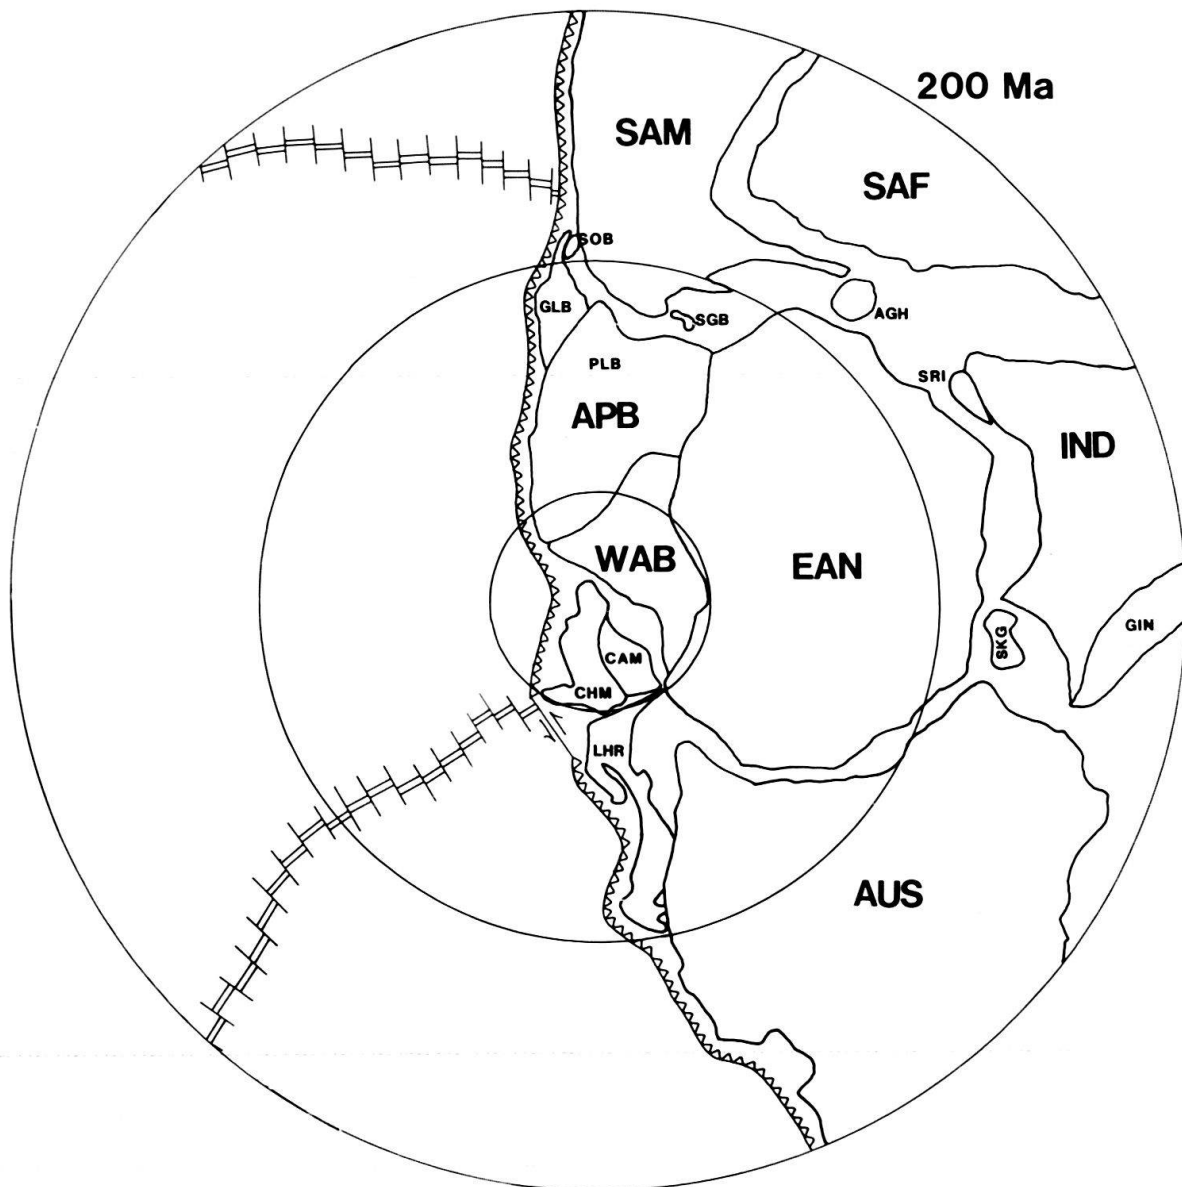 200 Ma
SAM
SAF
SOB
GLB
SGB
AGH
PLB
SRI
APB
IND
WAB
EAN
GIN
SKG
CAM
CHM
LHR
AUS